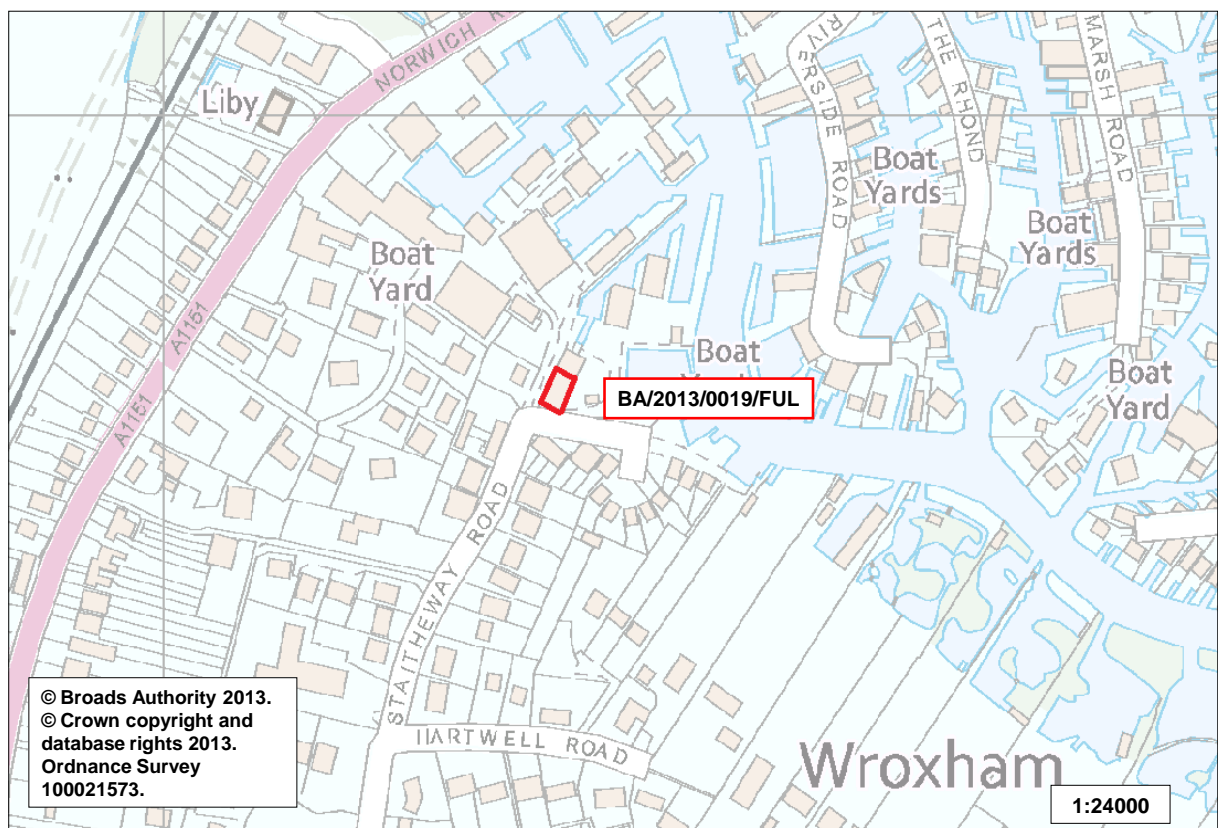 NORWICH
Liby
RIVERSIDE ROAD
THE RHOND
MARSH ROAD
Boat
Yards
Boat
Yards
Boat
Yard
A1151
Boat
Boat
Yard
BA/2013/0019/FUL
A1151
STAITHEWAY ROAD
HARTWELL ROAD
Wroxham
© Broads Authority 2013.
© Crown copyright and
database rights 2013.
Ordnance Survey
100021573.
1:24000